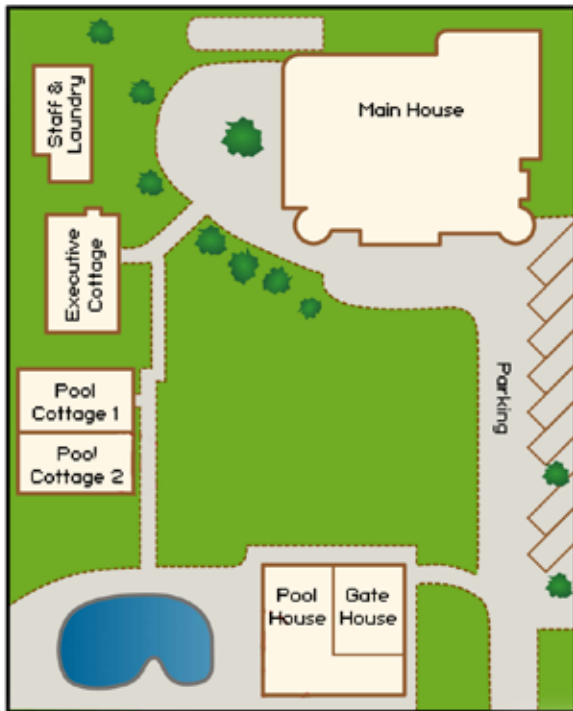 Main House
Staff &
Laundry
Executive
Cottage
Parking
Pool
Cottage 1
Pool
Cottage 2
Pool
House
Gate
House